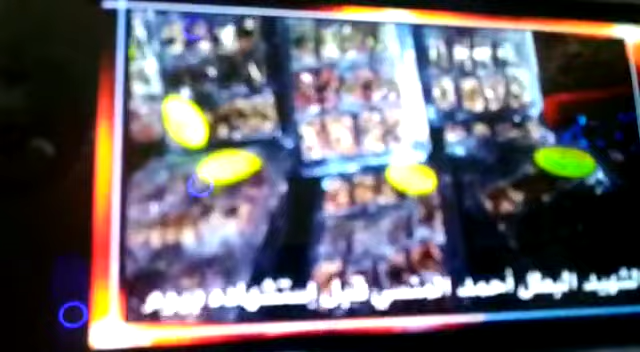 الشهيد البطل أحمد المنسي قبل إستشهاده بيوم